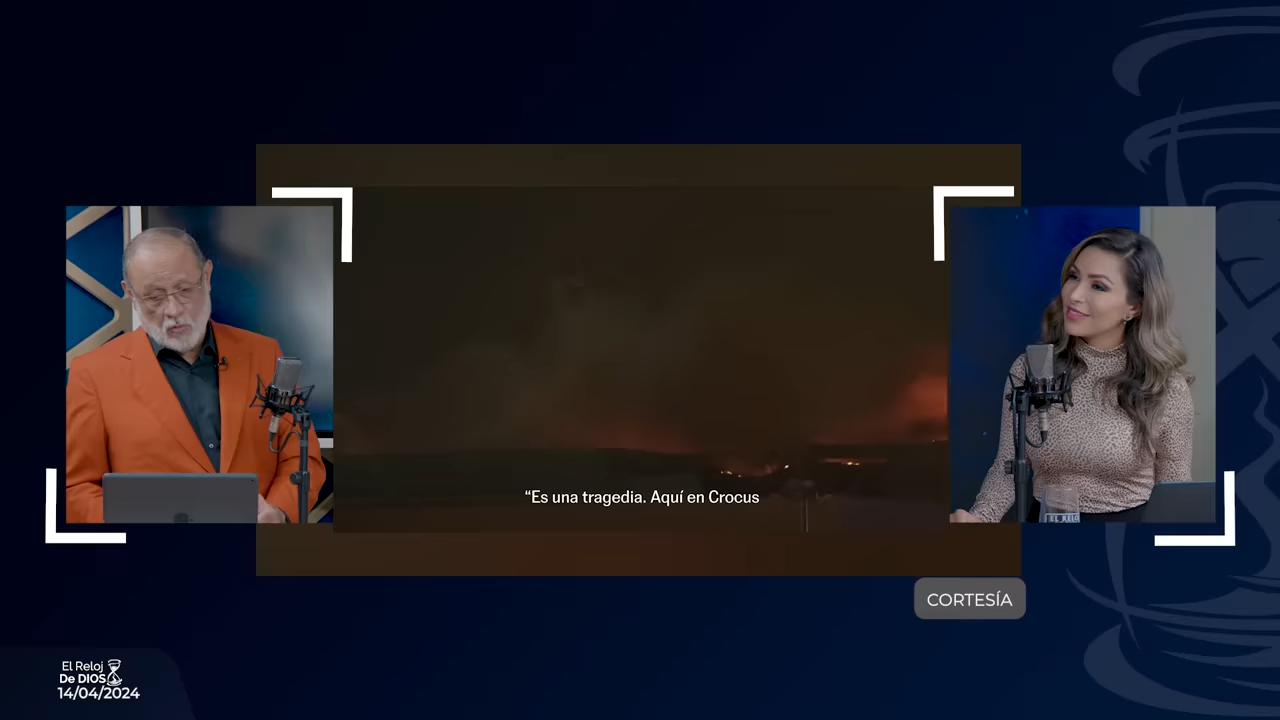 “Es una tragedia. Aquí en Crocus
CORTESÍA
El Reloj
De DIOS
14/04/2024